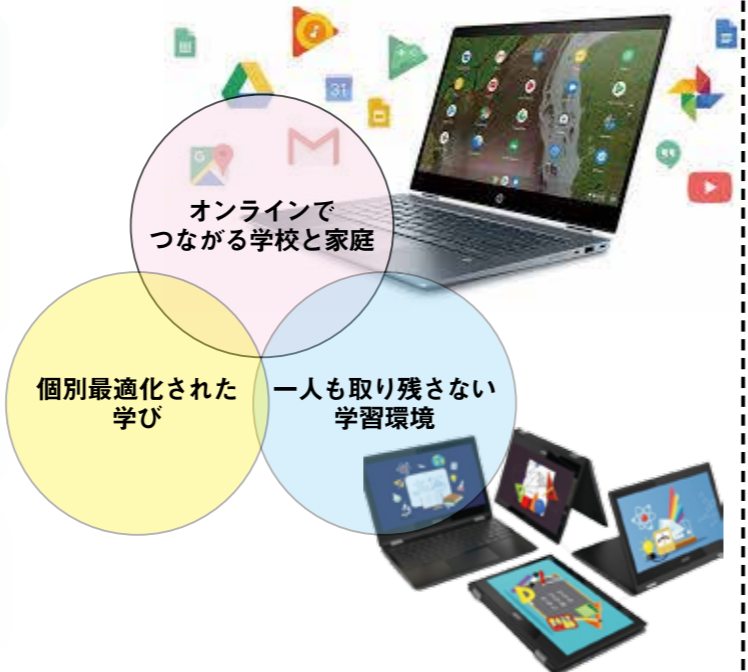 31
G
オンラインで
つながる学校と家庭
個別最適化された
学び
一人も取り残さない
学習環境